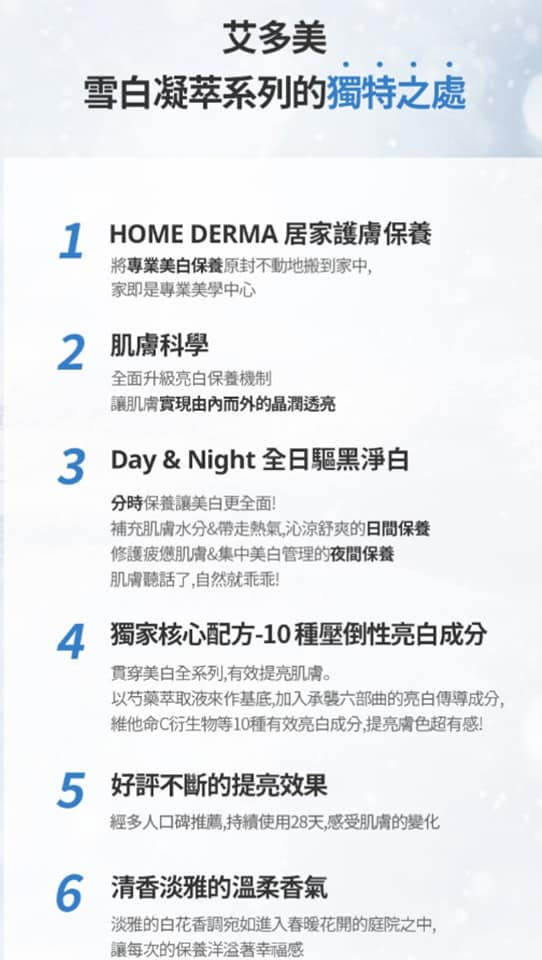 艾多美
雪白凝萃系列的獨特之處
1 HOME DERMA 居家護膚保養
將專業美白保養原封不動地搬到家中,
家即是專業美學中心
2 肌膚科學
全面升級亮白保養機制
讓肌膚實現由內而外的晶潤透亮
3 Day & Night 全日驅黑淨白
分時保養讓美白更全面!
補充肌膚水分&帶走熱氣,沁涼舒爽的日間保養
修護疲憊肌膚&集中美白管理的夜間保養
肌膚聽話了,自然就乖乖!
4 獨家核心配方-10 種壓倒性亮白成分
貫穿美白全系列,有效提亮肌膚。
以芍藥萃取液來作基底,加入承襲六部曲的亮白傳導成分,
維他命C衍生物等10種有效亮白成分,提亮膚色超有感!
5 好評不斷的提亮效果
經多人口碑推薦,持續使用28天,感受肌膚的變化
6 清香淡雅的溫柔香氣
淡雅的白花香調宛如進入春暖花開的庭院之中,
讓每次的保養洋溢著幸福感